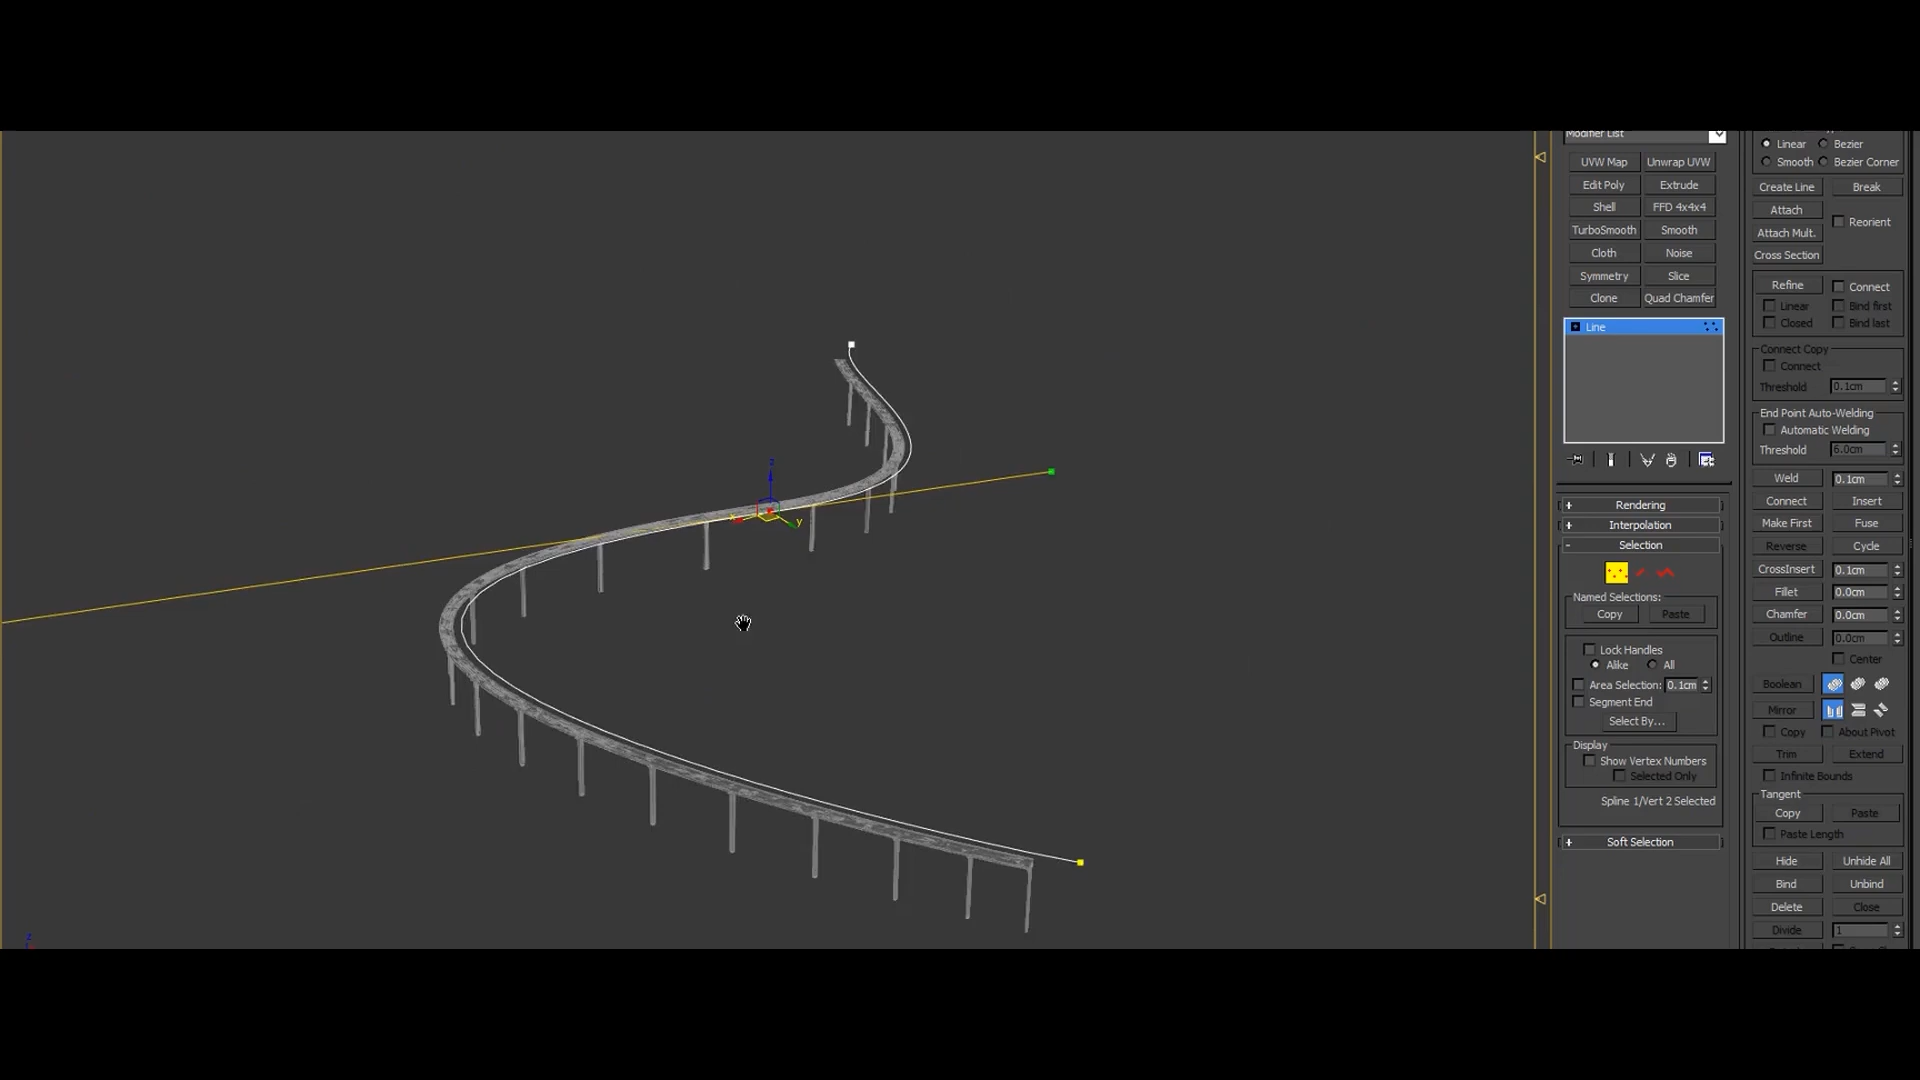 Modifier List
UVW Map Unwrap UVW
Edit Poly Extrude
Shell FFD 4x4x4
TurboSmooth Smooth
Cloth Noise
Symmetry Slice
Clone Quad Chamfer
Line
Rendering
Interpolation
Selection
Named Selections:
Copy Paste
Lock Handles
Alike All
Area Selection: 0.1cm
Segment End
Select By...
Display
Show Vertex Numbers
Selected Only
Spline 1/Vert 2 Selected
Soft Selection
Linear Bezier
Smooth Bezier Corner
Create Line Break
Attach
Reorient
Attach Mult.
Cross Section
Refine Connect
Linear Bind first
Closed Bind last
Connect Copy
Connect
Threshold 0.1cm
End Point Auto-Welding
Automatic Welding
Threshold 6.0cm
Weld 0.1cm
Connect Insert
Make First Fuse
Reverse Cycle
CrossInsert 0.1cm
Fillet 0.0cm
Chamfer 0.0cm
Outline 0.0cm
Center
Boolean
Mirror
Copy About Pivot
Trim Extend
Infinite Bounds
Tangent
Copy Paste
Paste Length
Hide Unhide All
Bind Unbind
Delete Close
Divide 1
z
x
y
z